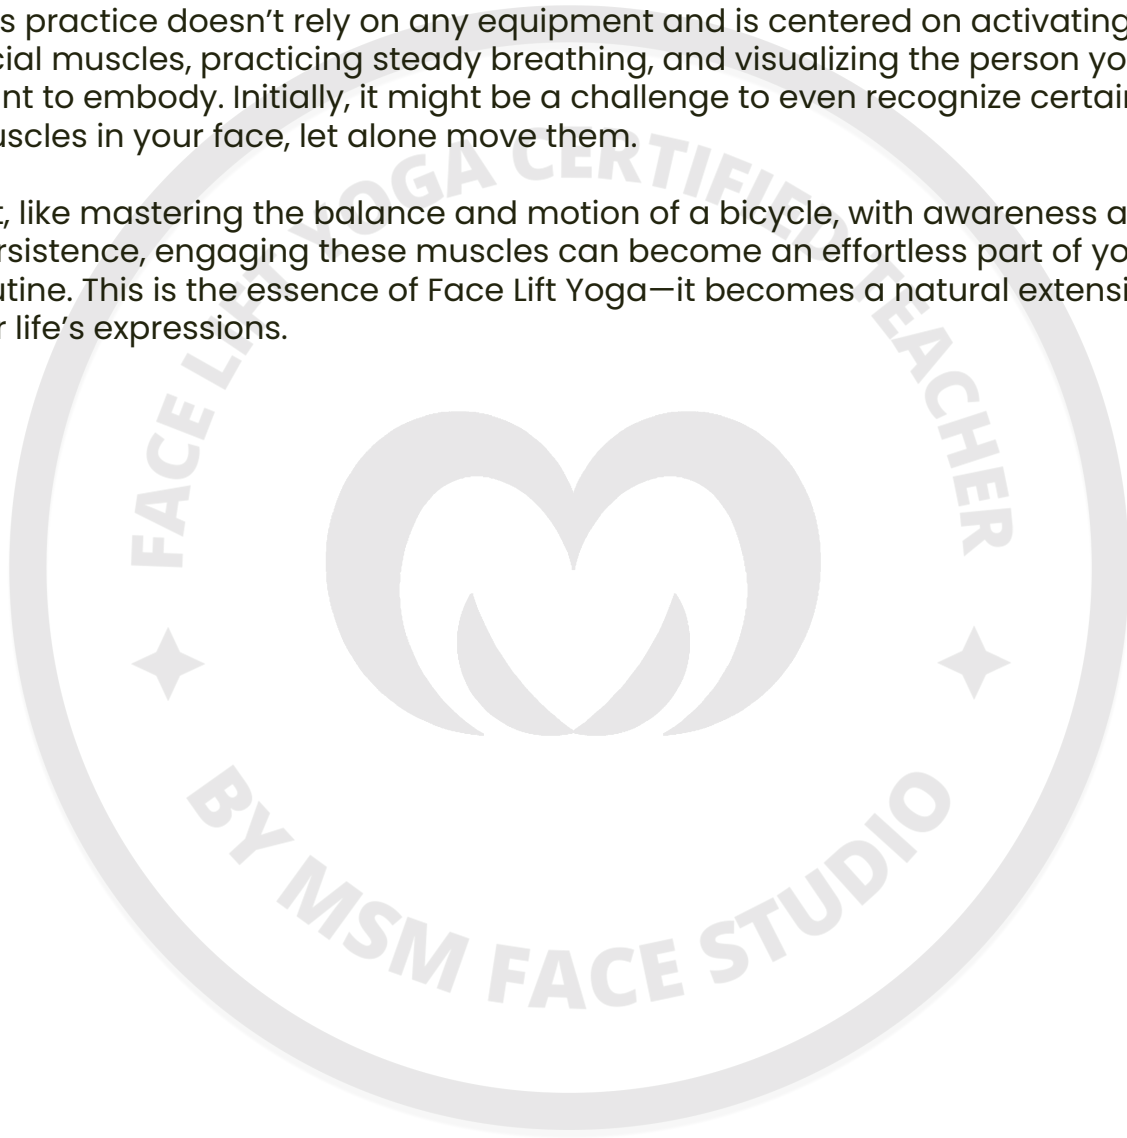 s practice doesn’t rely on any equipment and is centered on activating
cial muscles, practicing steady breathing, and visualizing the person yo
nt to embody. Initially, it might be a challenge to even recognize certain
uscles in your face, let alone move them.
t, like mastering the balance and motion of a bicycle, with awareness a
rsistence, engaging these muscles can become an effortless part of yo
utine. This is the essence of Face Lift Yoga—it becomes a natural extensi
r life’s expressions.
FACE LIFT YOGA CERTIFIED TEACHER
BY MSM FACE STUDIO